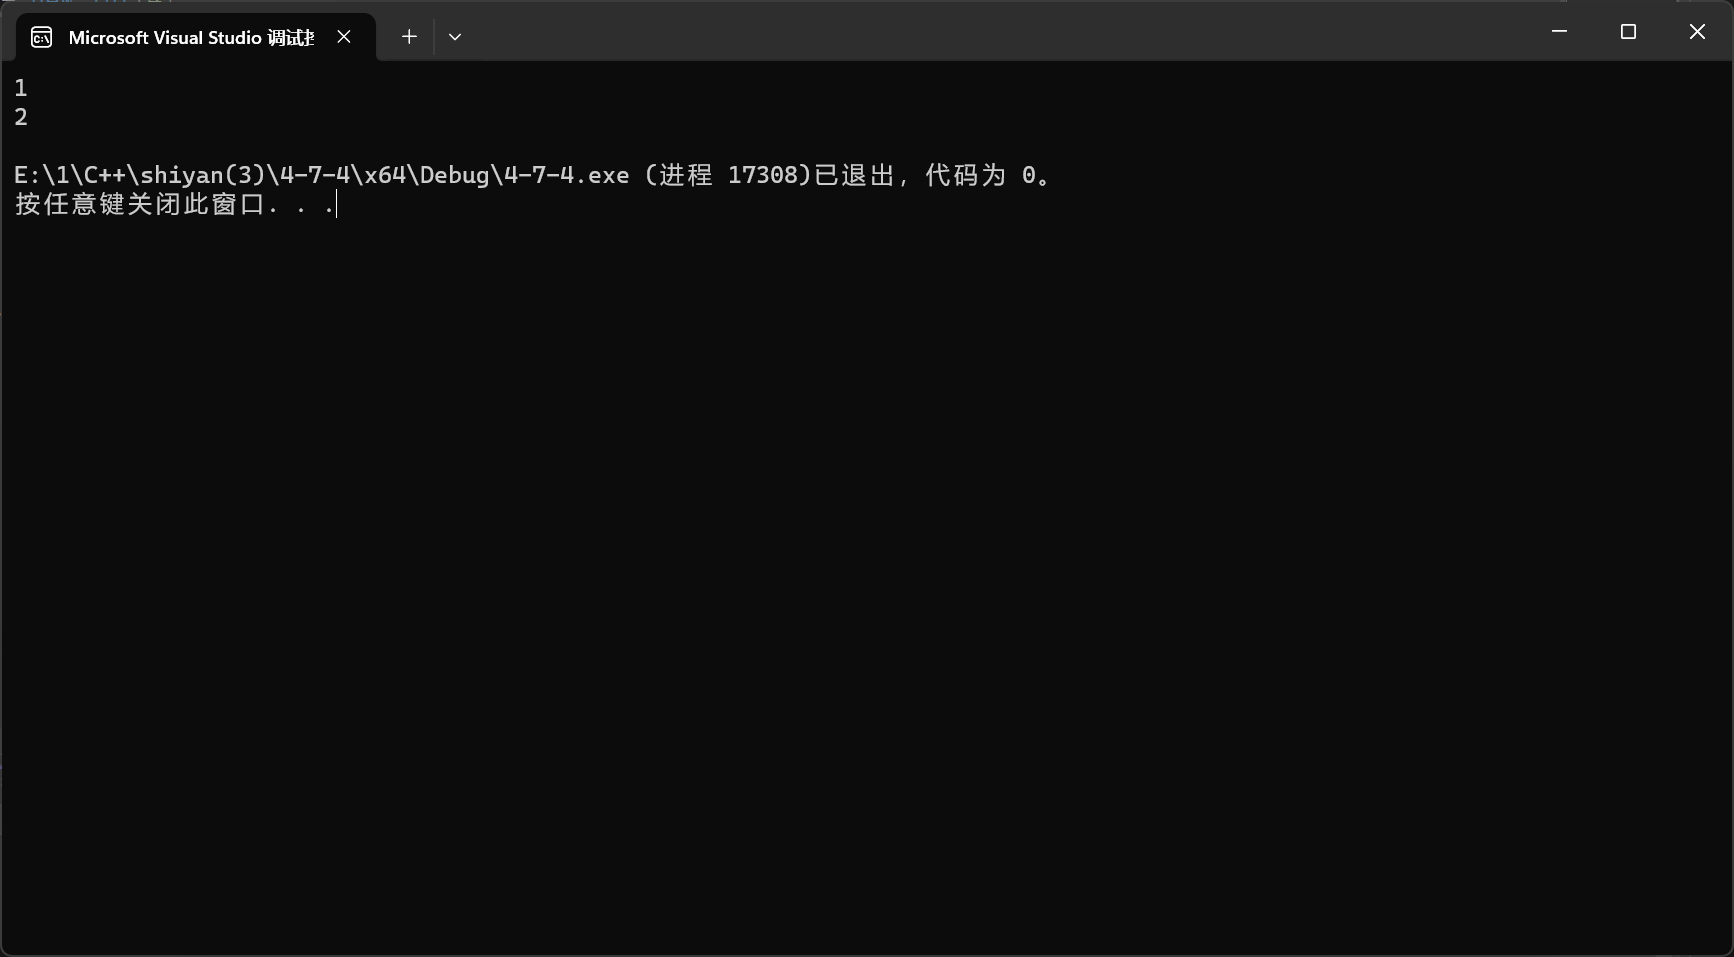 Microsoft Visual Studio 调试
1
2
E:\1\C++\shiyan(3)\4-7-4\x64\Debug\4-7-4.exe (进程 17308)已退出，代码为 0。
按任意键关闭此窗口. . .